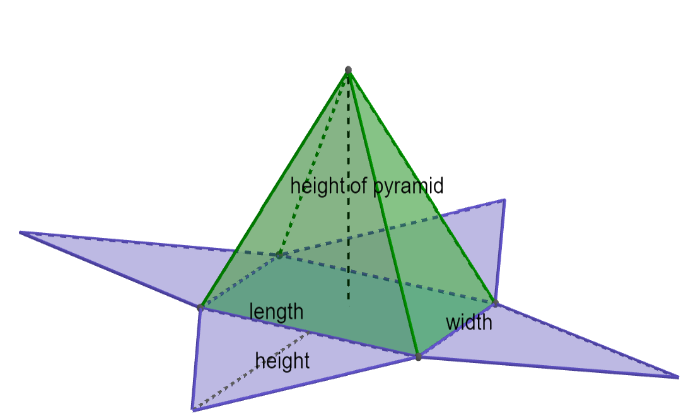 height of pyramid
length
width
height